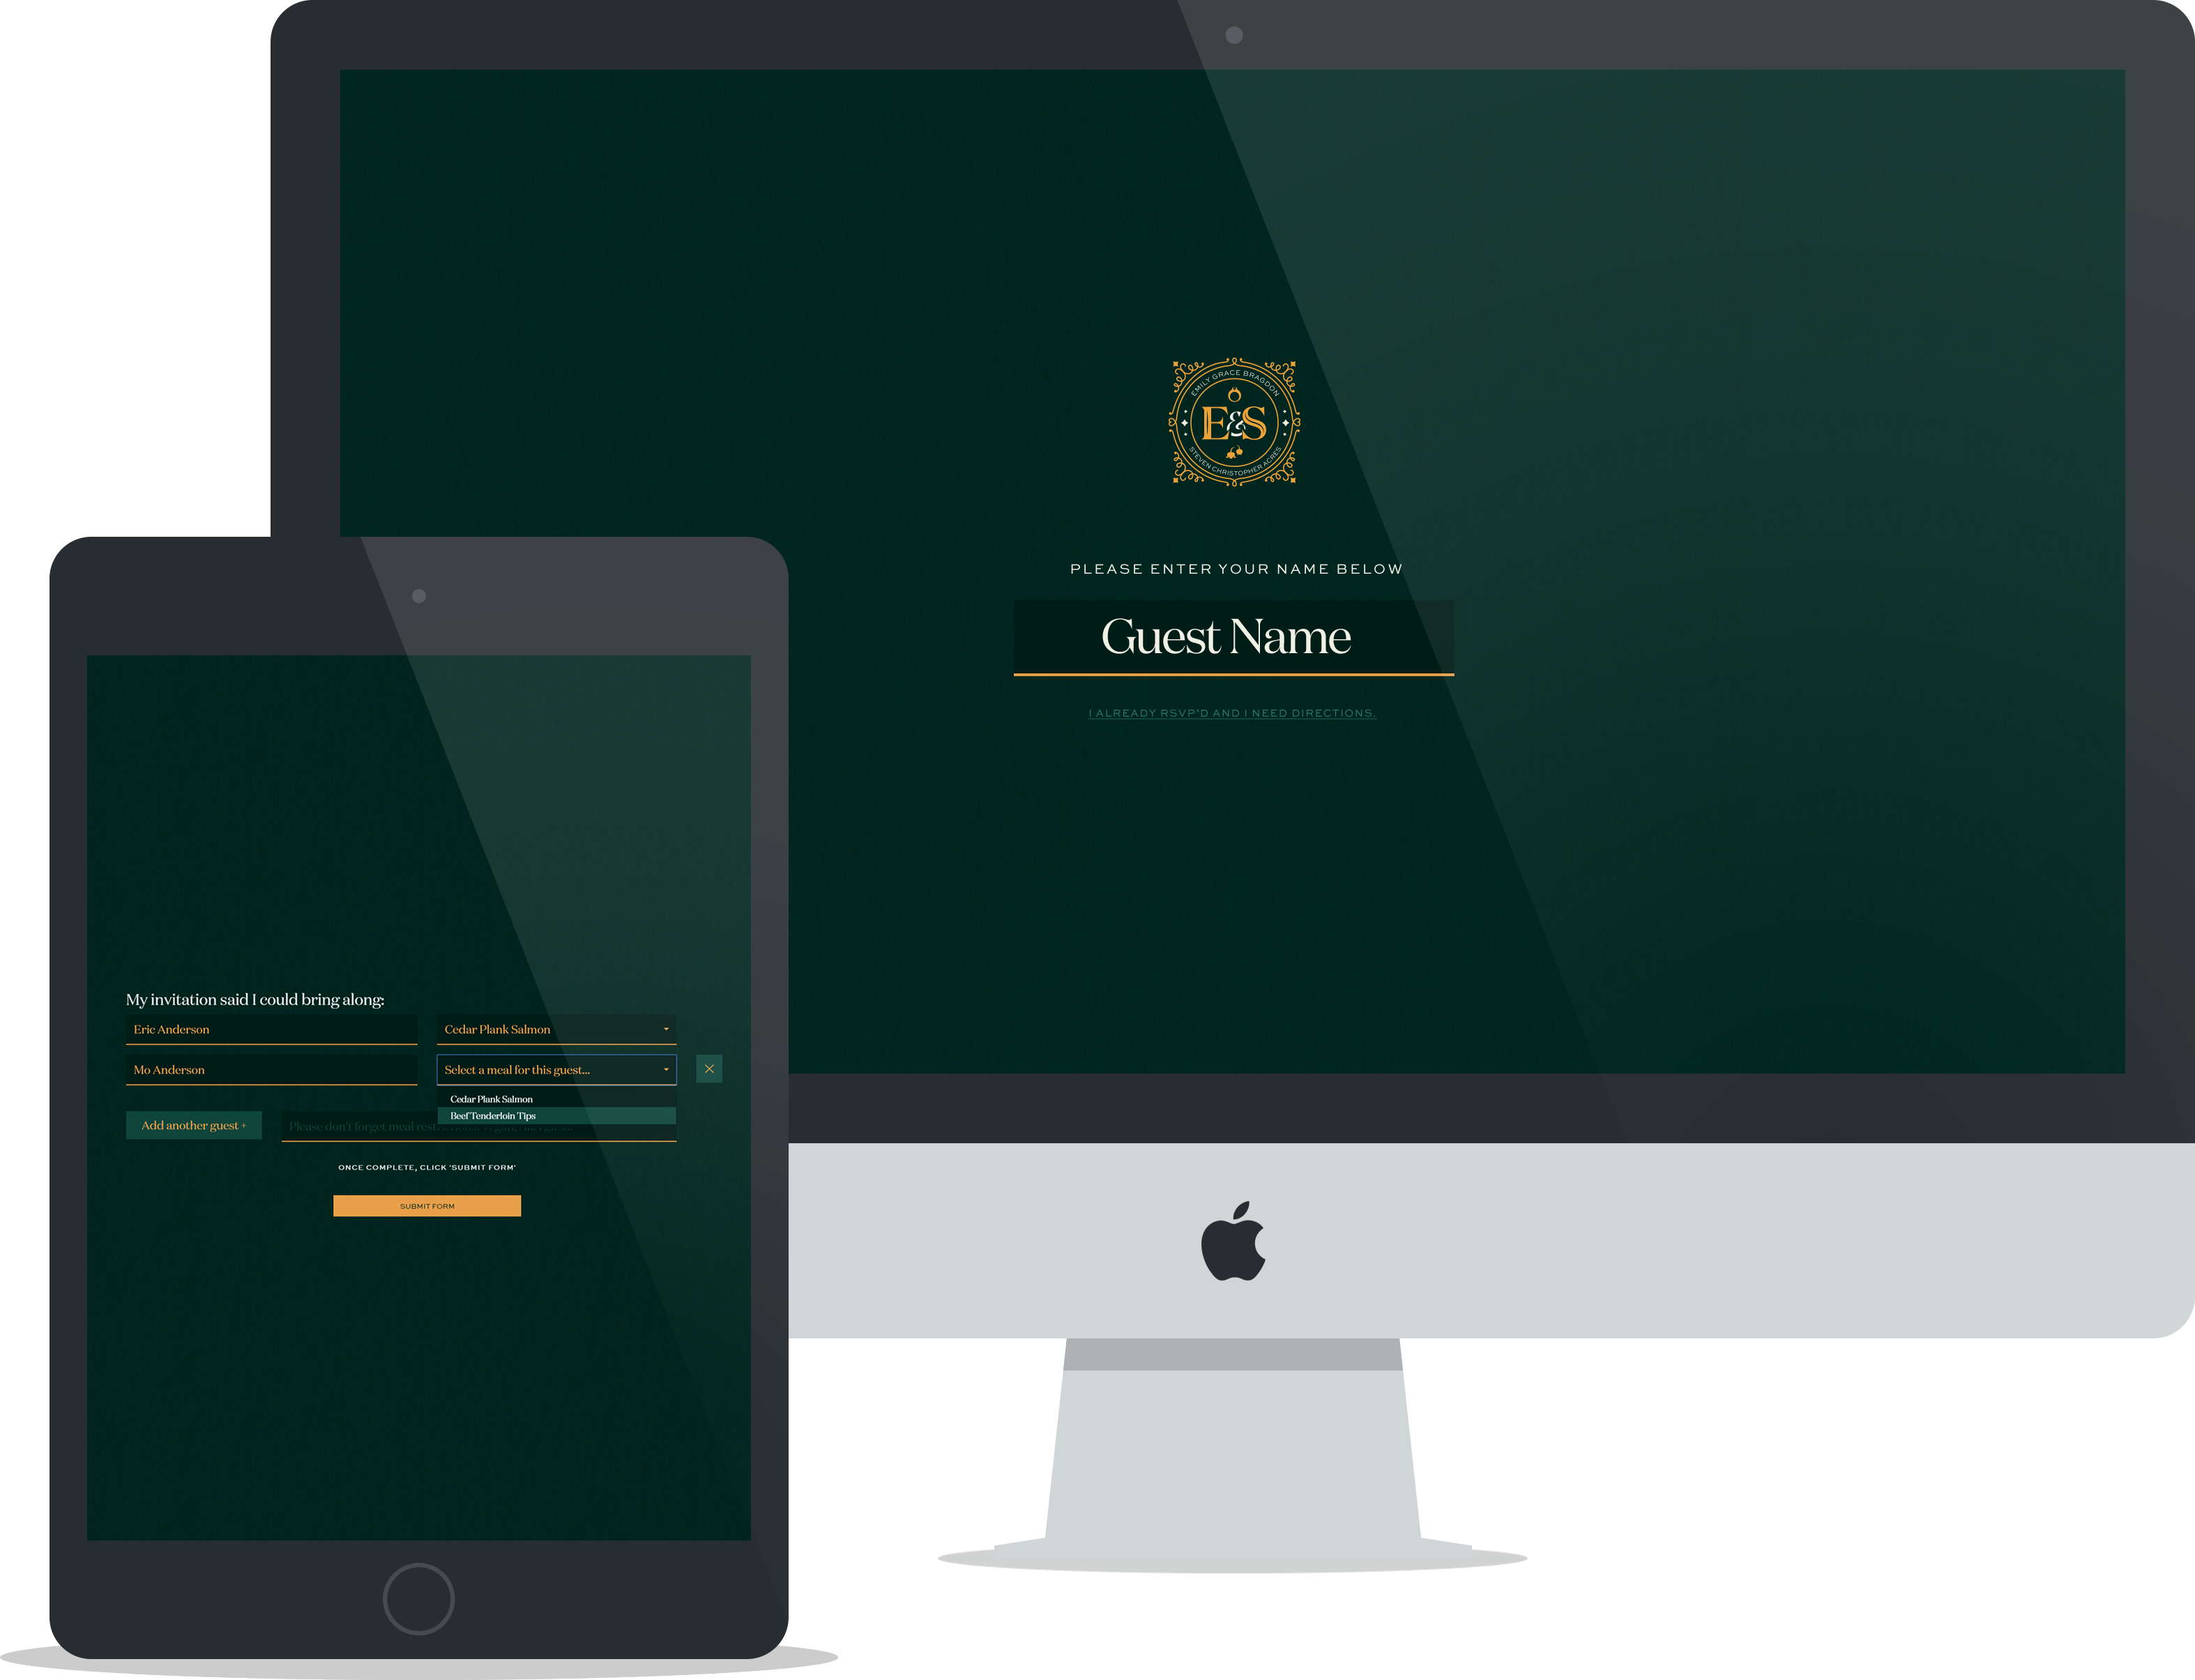 EMILY GRACE BRAGDON
E&S
STEVEN CHRISTOPHER ACRES
PLEASE ENTER YOUR NAME BELOW
Guest Name
I ALREADY RSVP'D AND I NEED DIRECTIONS.
My invitation said I could bring along:
Eric Anderson
Cedar Plank Salmon
Mo Anderson
Select a meal for this guest...
Cedar Plank Salmon
Beef Tenderloin Tips
Add another guest +
Please don't forget meal
ONCE COMPLETE, CLICK 'SUBMIT FORM'
SUBMIT FORM